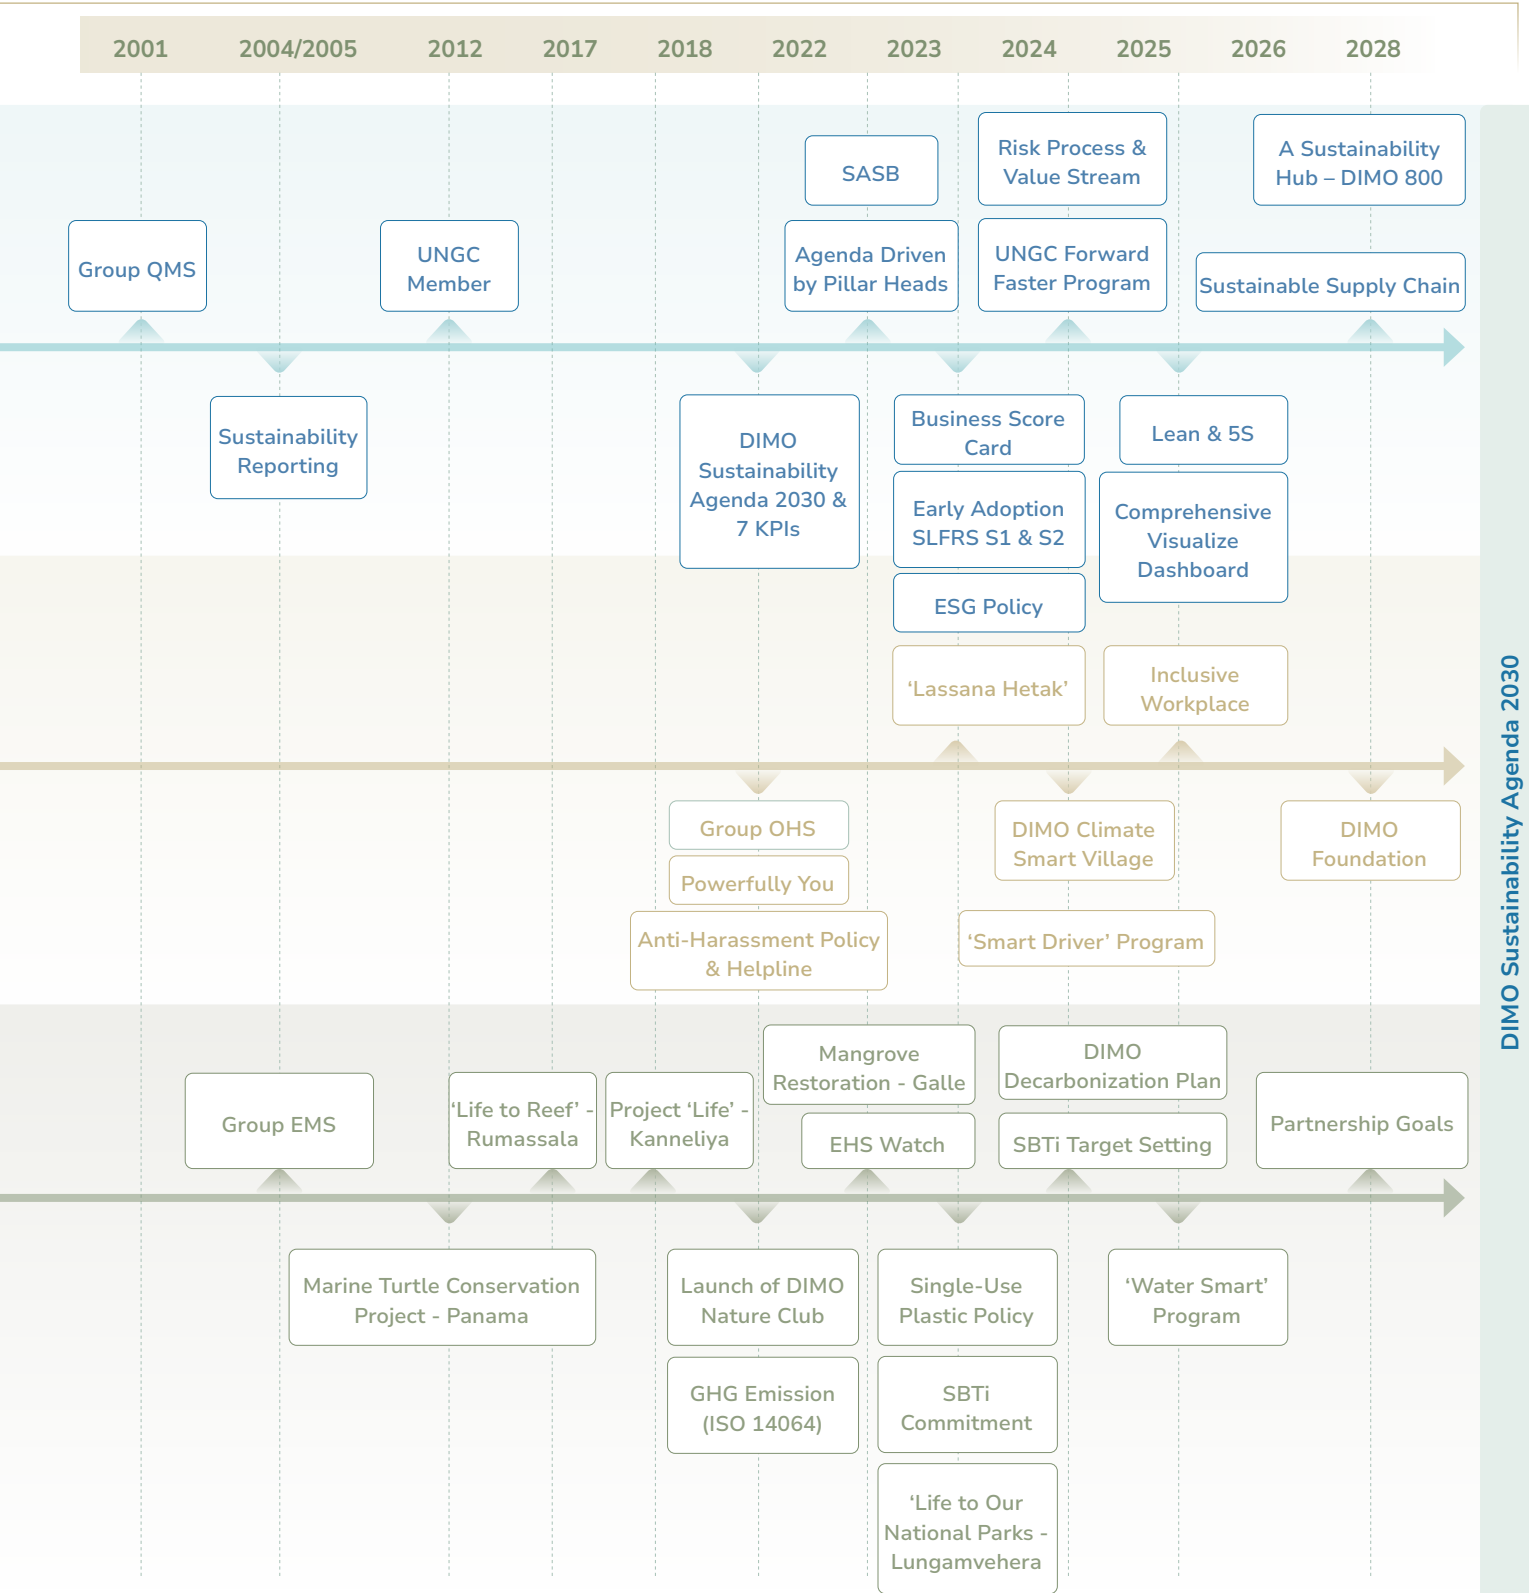 2001 2004/2005 2012 2017 2018 2022 2023 2024 2025 2026 2028
SASB
Risk Process &
Value Stream
A Sustainability
Hub – DIMO 800
Group QMS
UNGC
Member
Agenda Driven
by Pillar Heads
UNGC Forward
Faster Program
Sustainable Supply Chain
Sustainability
Reporting
DIMO
Sustainability
Agenda 2030 &
7 KPIs
Business Score
Card
Early Adoption
SLFRS S1 & S2
ESG Policy
Lean & 5S
Comprehensive
Visualize
Dashboard
‘Lassana Hetak’
Inclusive
Workplace
Group OHS
Powerfully You
Anti-Harassment Policy
& Helpline
DIMO Climate
Smart Village
‘Smart Driver’ Program
DIMO
Foundation
Group EMS
‘Life to Reef’ -
Rumassala
Project ‘Life’ -
Kanneliya
Mangrove
Restoration - Galle
EHS Watch
DIMO
Decarbonization Plan
SBTi Target Setting
Partnership Goals
Marine Turtle Conservation
Project - Panama
Launch of DIMO
Nature Club
GHG Emission
(ISO 14064)
Single-Use
Plastic Policy
SBTi
Commitment
‘Life to Our
National Parks -
Lungamvehera
‘Water Smart’
Program
DIMO Sustainability Agenda 2030